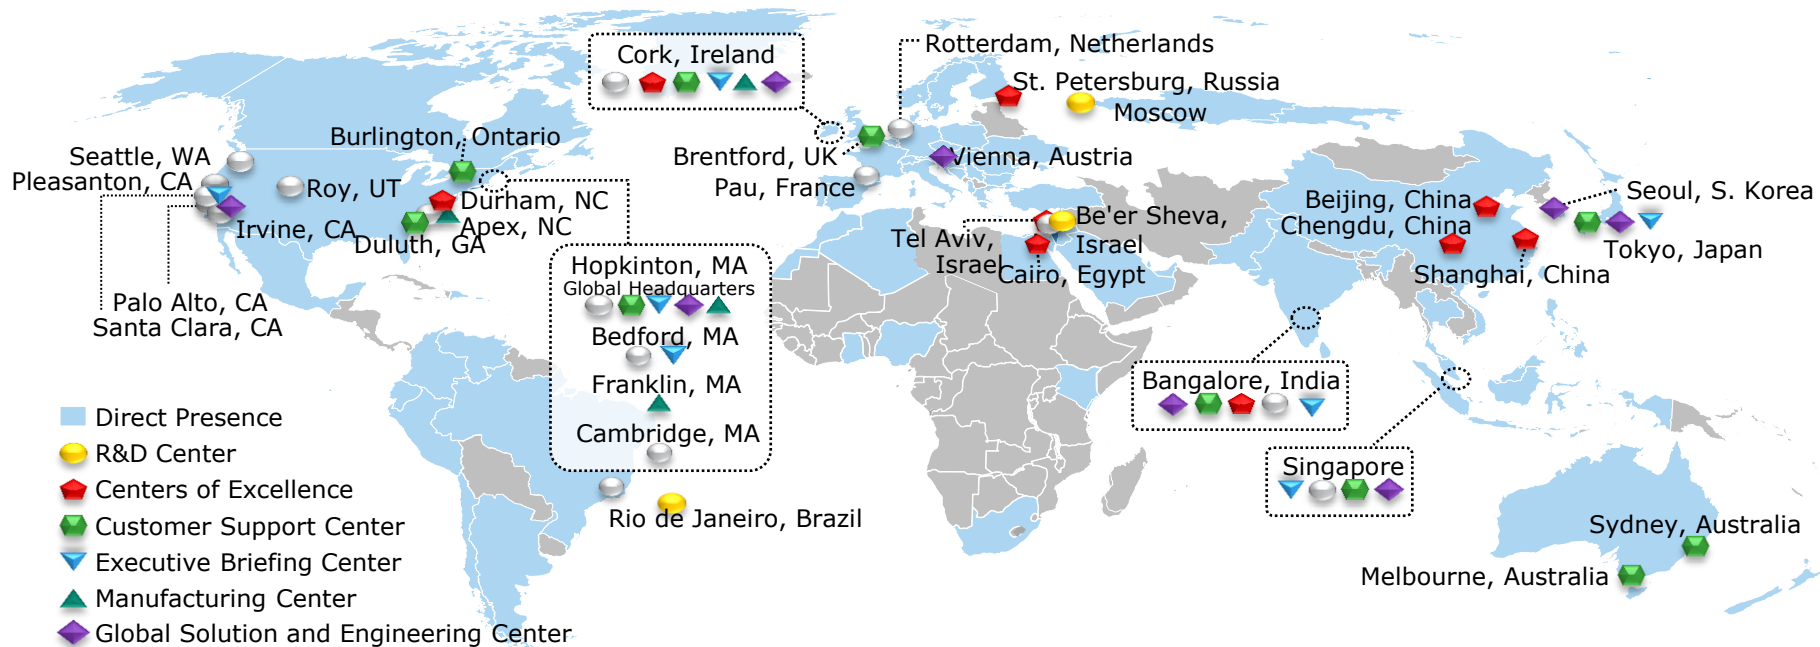 Cork, Ireland
Rotterdam, Netherlands
St. Petersburg, Russia
Moscow
Burlington, Ontario
Seattle, WA
Pleasanton, CA
Roy, UT
Brentford, UK
Vienna, Austria
Pau, France
Durham, NC
Apex, NC
Irvine, CA
Duluth, GA
Beijing, China
Chengdu, China
Seoul, S. Korea
Tel Aviv,
Israel
Be'er Sheva,
Israel
Cairo, Egypt
Tokyo, Japan
Shanghai, China
Palo Alto, CA
Santa Clara, CA
Hopkinton, MA
Global Headquarters
Bedford, MA
Franklin, MA
Cambridge, MA
Bangalore, India
Singapore
Rio de Janeiro, Brazil
Sydney, Australia
Melbourne, Australia
Direct Presence
R&D Center
Centers of Excellence
Customer Support Center
Executive Briefing Center
Manufacturing Center
Global Solution and Engineering Center